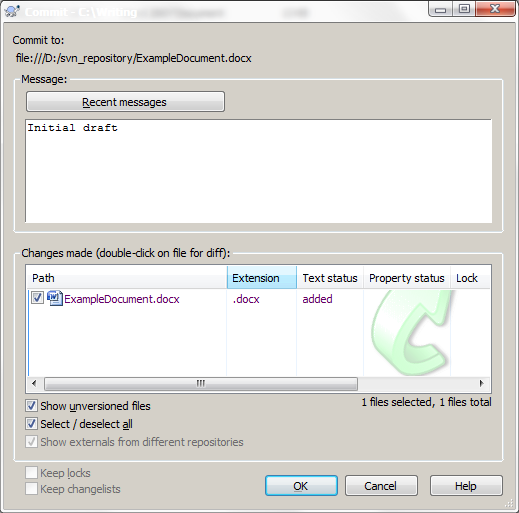 Commit - C:\Writing
Commit to:
file:///D:/svn_repository/ExampleDocument.docx
Message:
Recent messages
Initial draft
Changes made (double-click on file for diff):
Path Extension Text status Property status Lock
ExampleDocument.docx .docx added
1 files selected, 1 files total
Show unversioned files
Select / deselect all
Show externals from different repositories
Keep locks
Keep changelists
OK Cancel Help